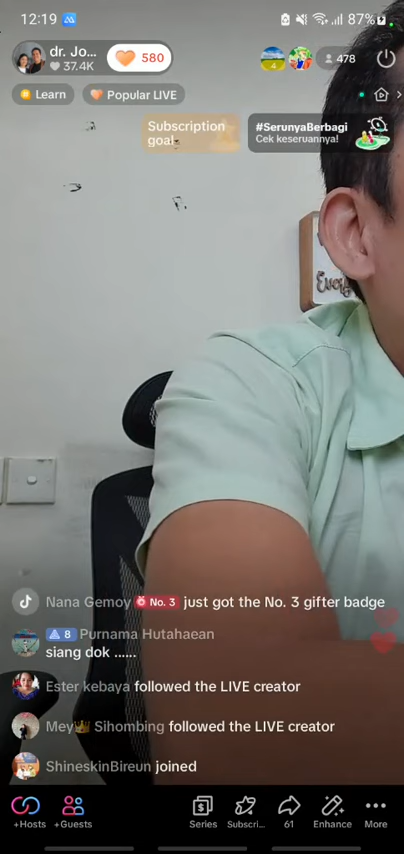 12:19
87%
dr. Jo...
37.4K
580
478
4
Learn
Popular LIVE
Subscription
goal
#SerunyaBerbagi
Cek keseruannya!
Nana Gemoy No. 3 just got the No. 3 gifter badge
8 Purnama Hutahaean
siang dok ......
Ester kebaya followed the LIVE creator
Mey👑 Sihombing followed the LIVE creator
ShineskinBireun joined
+Hosts
+Guests
Series
Subscri...
61
Enhance
More